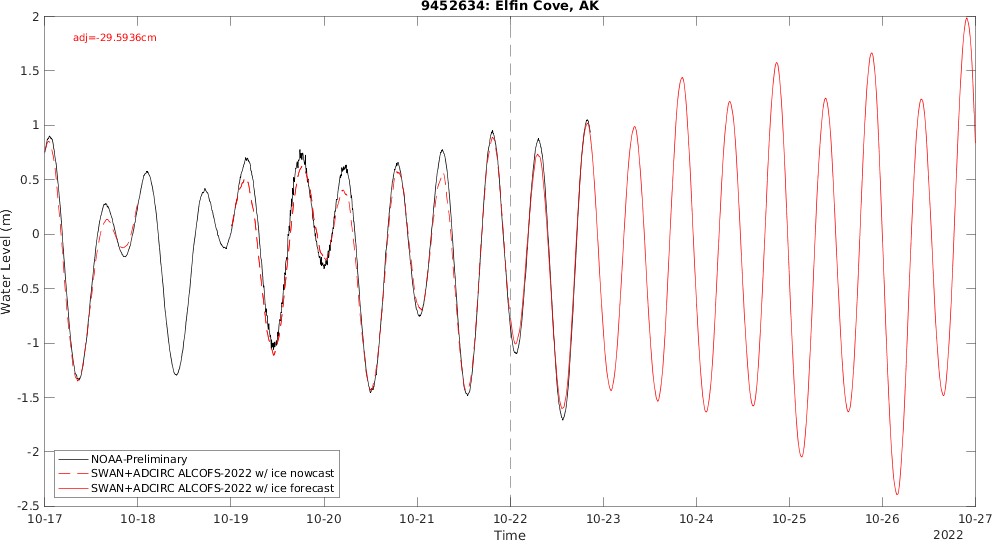 9452634: Elfin Cove, AK
adj=-29.5936cm
2
1.5
1
0.5
0
-0.5
-1
-1.5
-2
-2.5
Water Level (m)
NOAA-Preliminary
SWAN+ADCIRC ALCOFS-2022 w/ ice nowcast
SWAN+ADCIRC ALCOFS-2022 w/ ice forecast
10-17 10-18 10-19 10-20 10-21 10-22 10-23 10-24 10-25 10-26 10-27
Time
2022